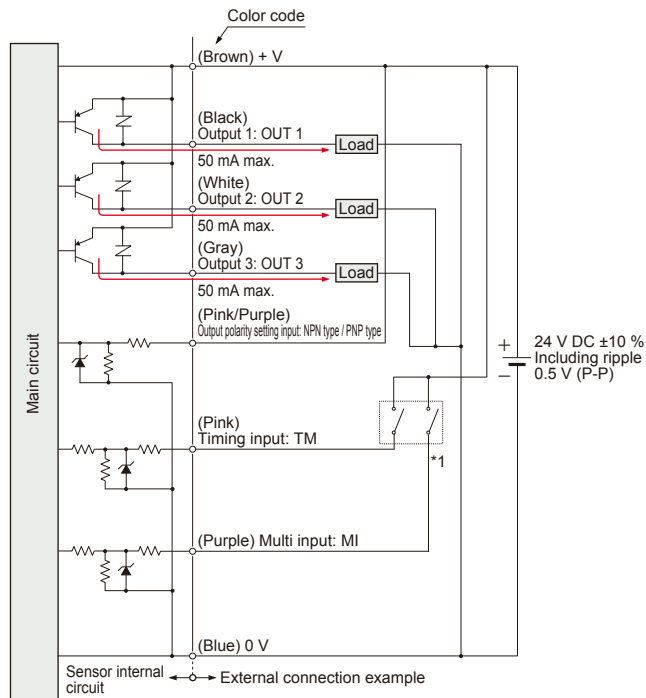 Color code
(Brown) + V
(Black)
Output 1: OUT 1
Load
50 mA max.
(White)
Output 2: OUT 2
Load
50 mA max.
(Gray)
Output 3: OUT 3
Load
50 mA max.
(Pink/Purple)
Output polarity setting input: NPN type / PNP type
Main circuit
+
24 V DC ±10 %
Including ripple
0.5 V (P-P)
−
(Pink)
Timing input: TM
*1
(Purple) Multi input: MI
(Blue) 0 V
Sensor internal
circuit
External connection example